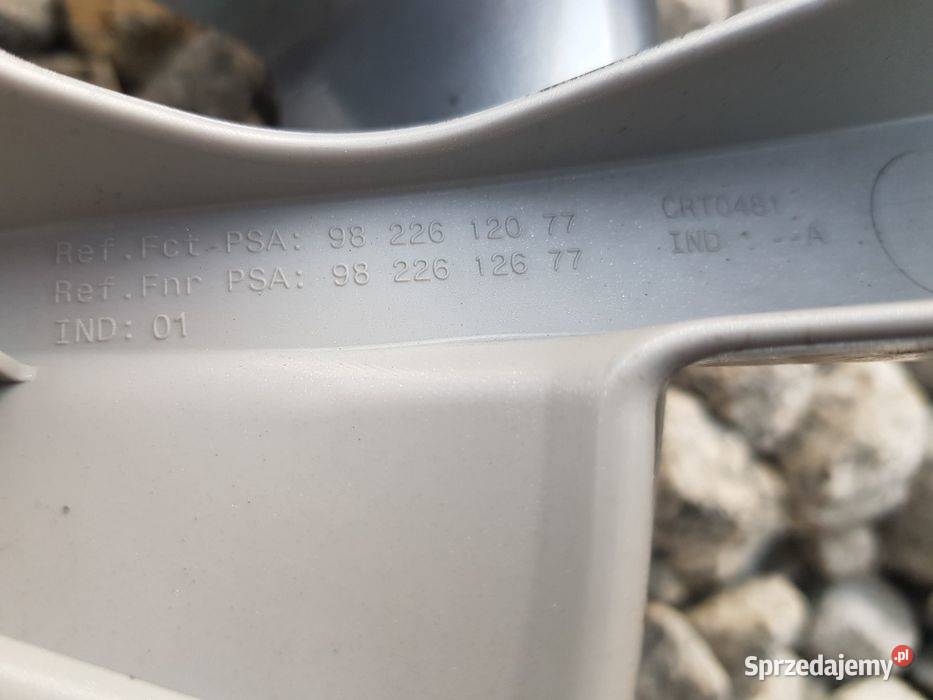 Ref.Fct PSA: 98 226 120 77
Ref.Fnr PSA: 98 226 126 77
IND: 01
CRT0481
IND : --A
Sprzedajemy.pl